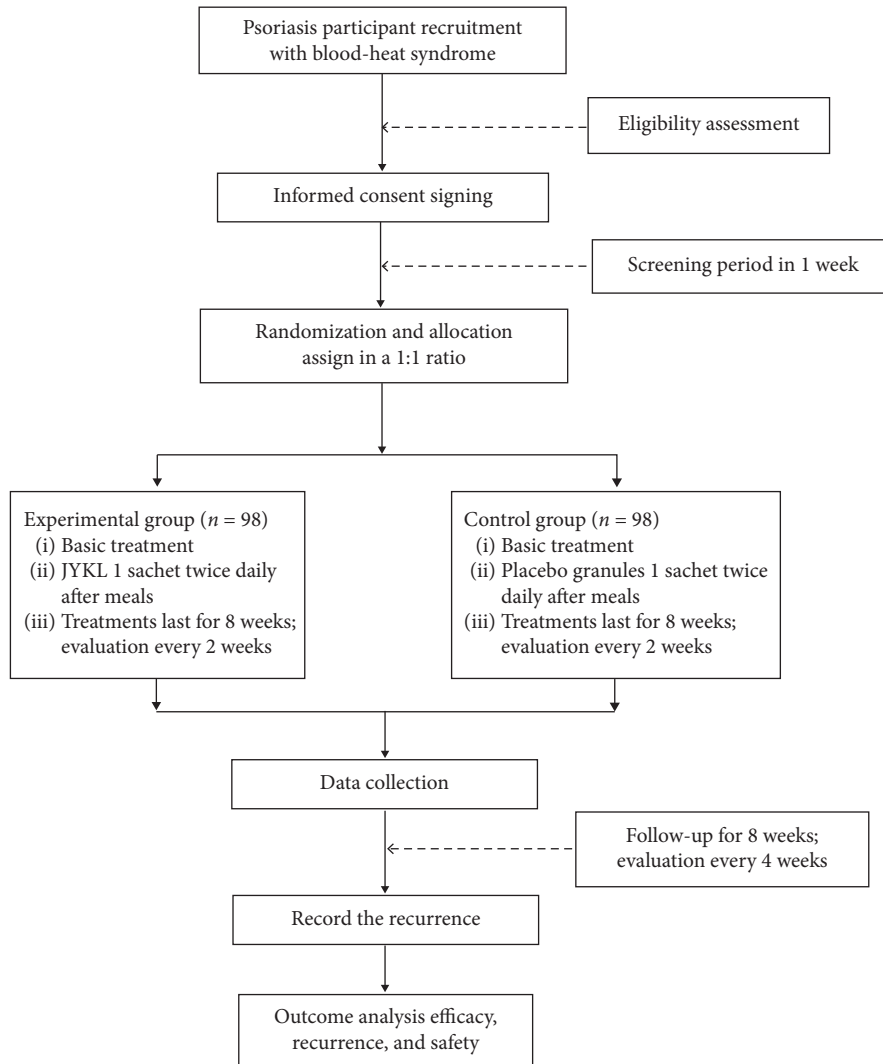 Psoriasis participant recruitment
with blood-heat syndrome
Eligibility assessment
Informed consent signing
Screening period in 1 week
Randomization and allocation
assign in a 1:1 ratio
Experimental group (n = 98)
(i) Basic treatment
(ii) JYKL 1 sachet twice daily
after meals
(iii) Treatments last for 8 weeks;
evaluation every 2 weeks
Control group (n = 98)
(i) Basic treatment
(ii) Placebo granules 1 sachet twice
daily after meals
(iii) Treatments last for 8 weeks;
evaluation every 2 weeks
Data collection
Follow-up for 8 weeks;
evaluation every 4 weeks
Record the recurrence
Outcome analysis efficacy,
recurrence, and safety